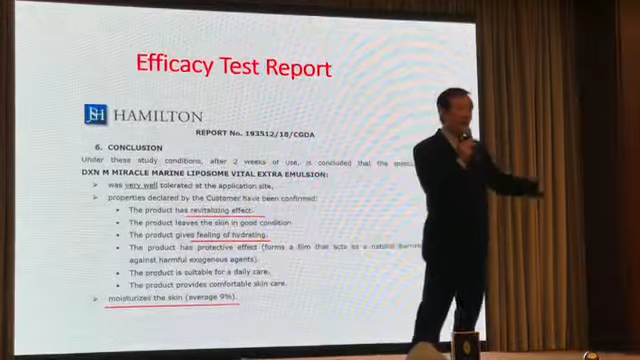 Efficacy Test Report
JSH HAMILTON
REPORT No. 193512/18/CGDA
6. CONCLUSION
Under these study conditions, after 2 weeks of use, is concluded that the
DXN M MIRACLE MARINE LIPOSOME VITAL EXTRA EMULSION:
➢ was very well tolerated at the application site,
➢ properties declared by the Customer have been confirmed:
• The product has revitalizing effect.
• The product leaves the skin in good condition
• The product gives feeling of hydrating.
• The product has protective effect (forms a film that acts as a natural barrier
against harmful exogenous agents).
• The product is suitable for a daily care.
• The product provides comfortable skin care.
➢ moisturizes the skin (average 9%).